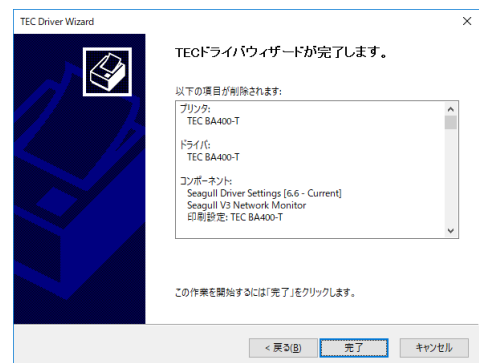 TEC Driver Wizard
TECドライバウィザードが完了します。
以下の項目が削除されます:
プリンタ:
TEC BA400-T
ドライバ:
TEC BA400-T
コンポーネント:
Seagull Driver Settings [6.6 - Current]
Seagull V3 Network Monitor
印刷設定: TEC BA400-T
この作業を開始するには「完了」をクリックします。
< 戻る(B)
完了
キャンセル